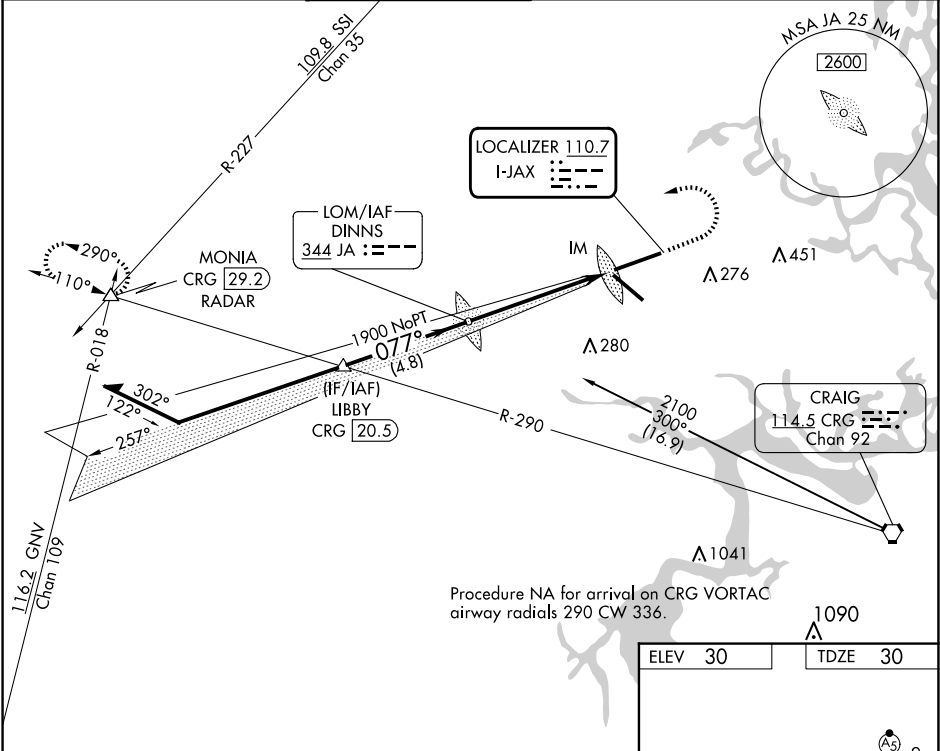 109.8 SSI
Chan 35
R-227
MSA JA 25 NM
2600
LOCALIZER 110.7
I-JAX
LOM/IAF
DINNS
344 JA
IM
451
276
290°
110°
MONIA
CRG 29.2
RADAR
R-018
1900 NoPT
077°
(4.8)
280
(IF/IAF)
LIBBY
CRG 20.5
302°
122°
257°
R-290
2100
300°
(16.9)
CRAIG
114.5 CRG
Chan 92
116.2 GNV
Chan 109
1041
Procedure NA for arrival on CRG VORTAC
airway radials 290 CW 336.
1090
ELEV 30
TDZE 30
A5